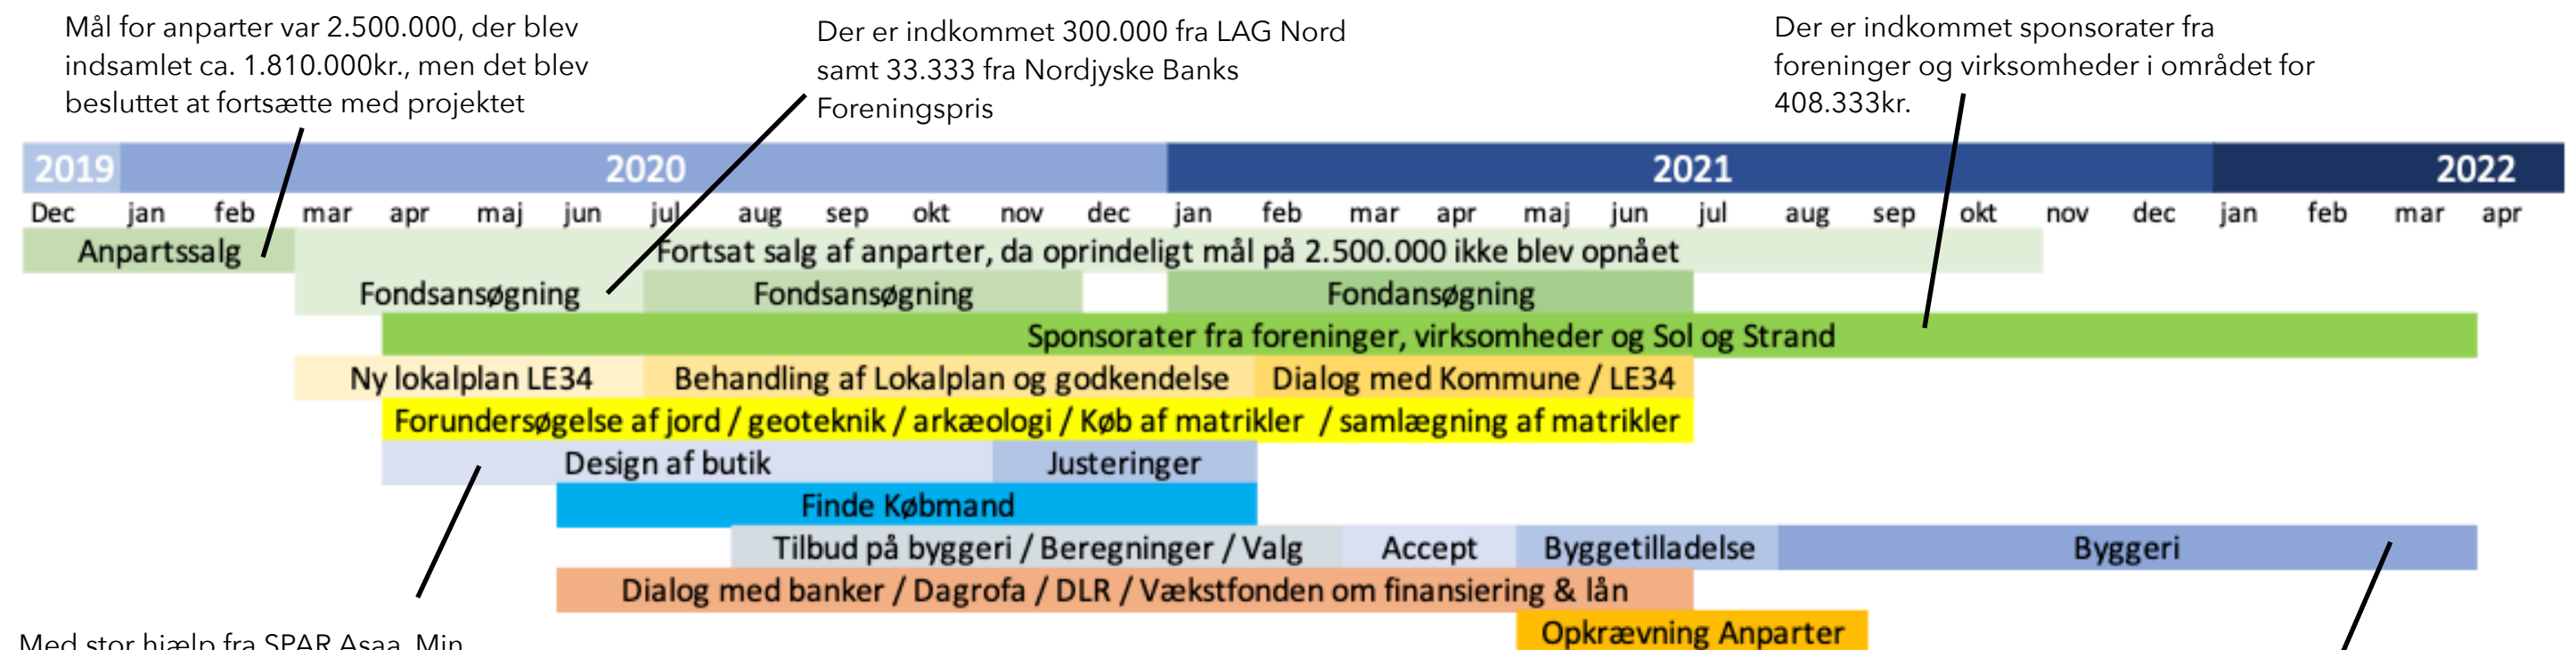 Mål for anparter var 2.500.000, der blev
indsamlet ca. 1.810.000kr., men det blev
besluttet at fortsætte med projektet
Der er indkommet 300.000 fra LAG Nord
samt 33.333 fra Nordjyske Banks
Foreningspris
Der er indkommet sponsorater fra
foreninger og virksomheder i området for
408.333kr.
2019 2020 2021 2022
Dec jan feb mar apr maj jun jul aug sep okt nov dec jan feb mar apr maj jun jul aug sep okt nov dec jan feb mar apr
Anpartssalg Fortsat salg af anparter, da oprindeligt mål på 2.500.000 ikke blev opnået
Fondsansøgning Fondsansøgning Fondansøgning
Sponsorater fra foreninger, virksomheder og Sol og Strand
Ny lokalplan LE34 Behandling af Lokalplan og godkendelse Dialog med Kommune / LE34
Forundersøgelse af jord / geoteknik / arkæologi / Køb af matrikler / samlægning af matrikler
Design af butik Justeringer
Finde Købmand
Tilbud på byggeri / Beregninger / Valg Accept Byggetilladelse Byggeri
Dialog med banker / Dagrofa / DLR / Vækstfonden om finansiering & lån
Opkrævning Anparter
Med stor hjælp fra SPAR Asaa, Min